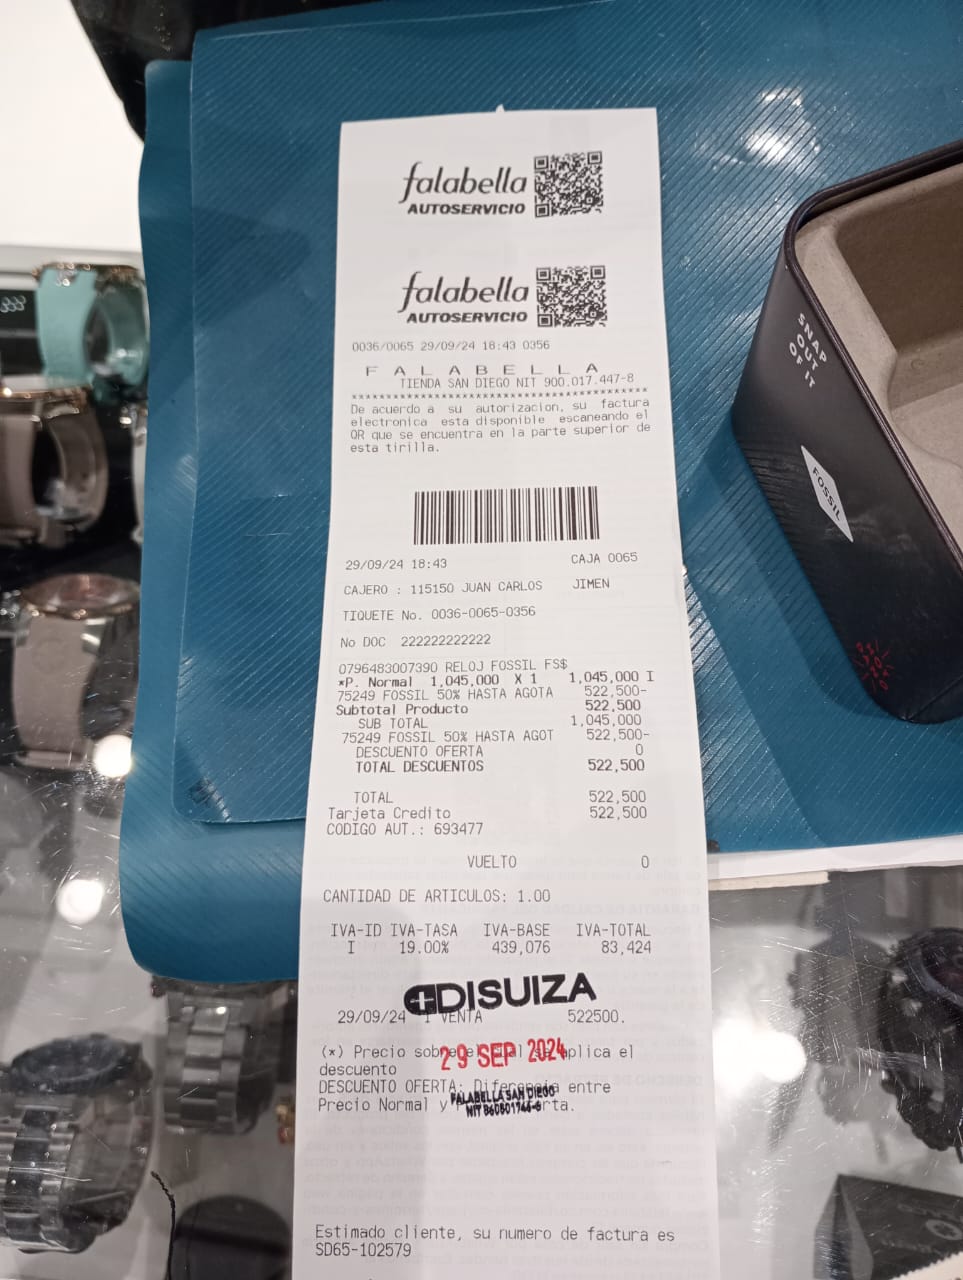 falabella
AUTOSERVICIO
falabella
AUTOSERVICIO
0036/0065 29/09/24 18:43 0356
F A L A B E L L A
TIENDA SAN DIEGO NIT 900.017.447-8
****************************************
De acuerdo a su autorizacion, su factura
electronica esta disponible escaneando el
QR que se encuentra en la parte superior de
esta tirilla.
29/09/24 18:43 CAJA 0065
CAJERO : 115150 JUAN CARLOS JIMEN
TIQUETE No. 0036-0065-0356
No DOC 222222222222
0796483007390 RELOJ FOSSIL FS$
*P. Normal 1,045,000 X 1 1,045,000 I
75249 FOSSIL 50% HASTA AGOTA 522,500-
Subtotal Producto 522,500
SUB TOTAL 1,045,000
75249 FOSSIL 50% HASTA AGOT 522,500-
DESCUENTO OFERTA 0
TOTAL DESCUENTOS 522,500
TOTAL 522,500
Tarjeta Credito 522,500
CODIGO AUT.: 693477
VUELTO 0
CANTIDAD DE ARTICULOS: 1.00
IVA-ID IVA-TASA IVA-BASE IVA-TOTAL
I 19.00% 439,076 83,424
DISUIZA
29/09/24 1 VENTA 522500.
(*) Precio sobre el cual se aplica el
29 SEP 2024
descuento
DESCUENTO OFERTA: Diferencia entre
FALABELLA SAN DIEGO
Precio Normal y
NIT
Estimado cliente, su numero de factura es
SD65-102579
SNAP
OUT
OF IT
FOSSIL